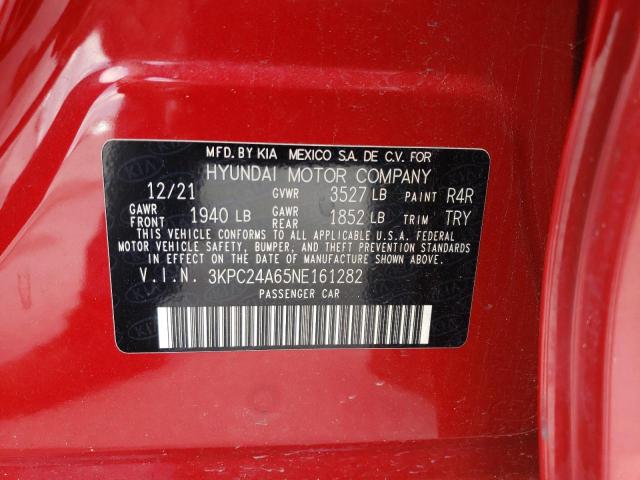 MFD. BY KIA MEXICO S.A. DE C.V. FOR
HYUNDAI MOTOR COMPANY
12/21 GVWR 3527 LB PAINT R4R
GAWR FRONT 1940 LB GAWR REAR 1852 LB TRIM TRY
THIS VEHICLE CONFORMS TO ALL APPLICABLE U.S.A. FEDERAL
MOTOR VEHICLE SAFETY, BUMPER, AND THEFT PREVENTION STANDARDS
IN EFFECT ON THE DATE OF MANUFACTURE SHOWN ABOVE.
V.I.N. 3KPC24A65NE161282
PASSENGER CAR